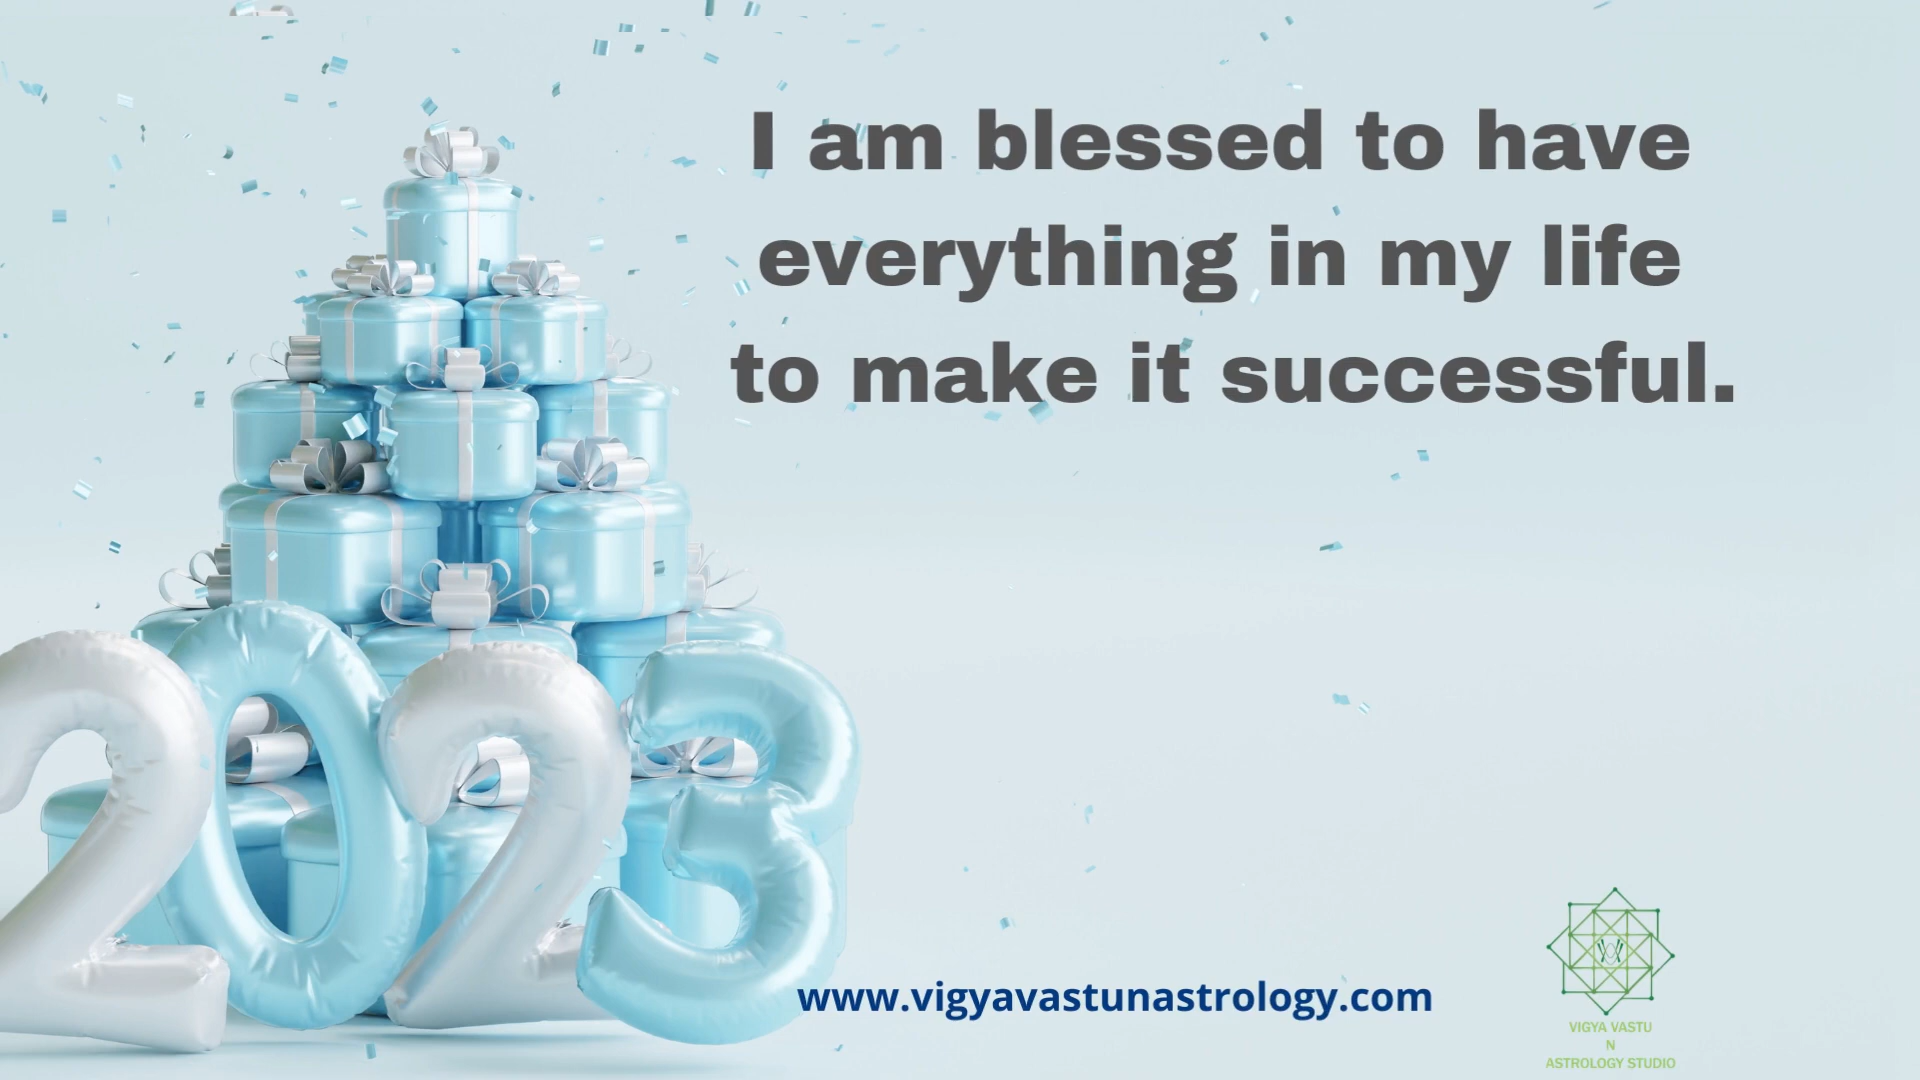 I am blessed to have
everything in my life
to make it successful.
2023
www.vigyavastunastrology.com
VIGYA VASTU
N
ASTROLOGY STUDIO